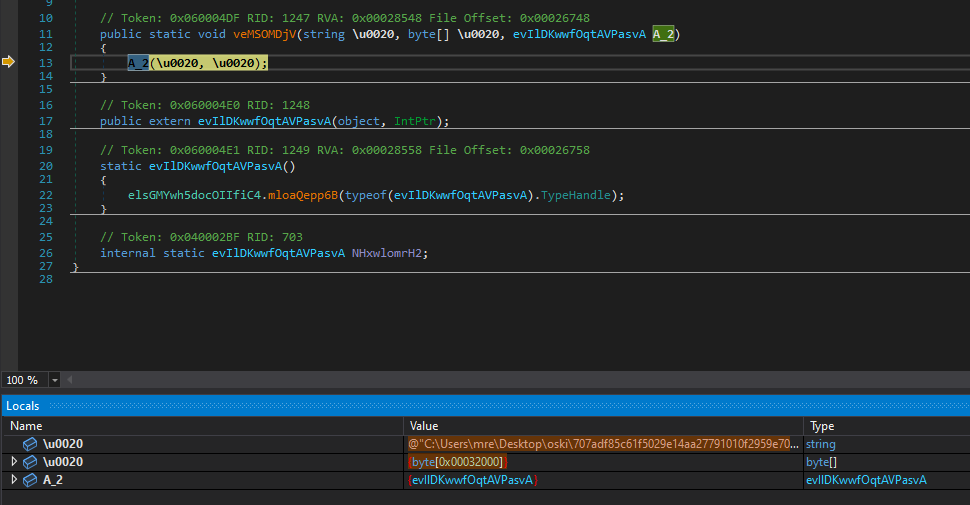 9
10 // Token: 0x060004DF RID: 1247 RVA: 0x00028548 File Offset: 0x00026748
11 public static void veMSOMDjV(string \u0020, byte[] \u0020, evIlDKwwfOqtAVPasvA A_2)
12 {
13 A_2(\u0020, \u0020);
14 }
15
16 // Token: 0x060004E0 RID: 1248
17 public extern evIlDKwwfOqtAVPasvA(object, IntPtr);
18
19 // Token: 0x060004E1 RID: 1249 RVA: 0x00028558 File Offset: 0x00026758
20 static evIlDKwwfOqtAVPasvA()
21 {
22 elsGMYwh5docOIIfiC4.mloaQepp6B(typeof(evIlDKwwfOqtAVPasvA).TypeHandle);
23 }
24
25 // Token: 0x040002BF RID: 703
26 internal static evIlDKwwfOqtAVPasvA NHxwlomrH2;
27 }
28
100 %
Locals
Name Value Type
\u0020 @"C:\Users\mre\Desktop\oski\707adf85c61f5029e14aa27791010f2959e70... string
\u0020 {byte[0x00032000]} byte[]
A_2 {evIlDKwwfOqtAVPasvA} evIlDKwwfOqtAVPasvA